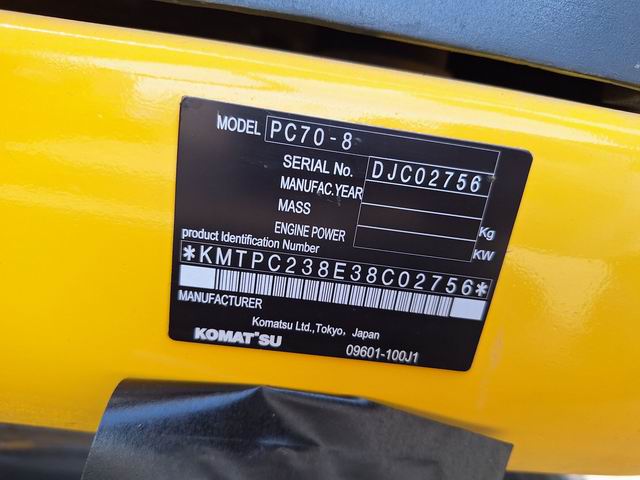 MODEL PC70-8
SERIAL No. DJC02756
MANUFAC.YEAR
MASS Kg
ENGINE POWER KW
product Identification Number
*KMTPC238E38C02756*
MANUFACTURER
Komatsu Ltd.,Tokyo, Japan
KOMATSU 09601-100J1